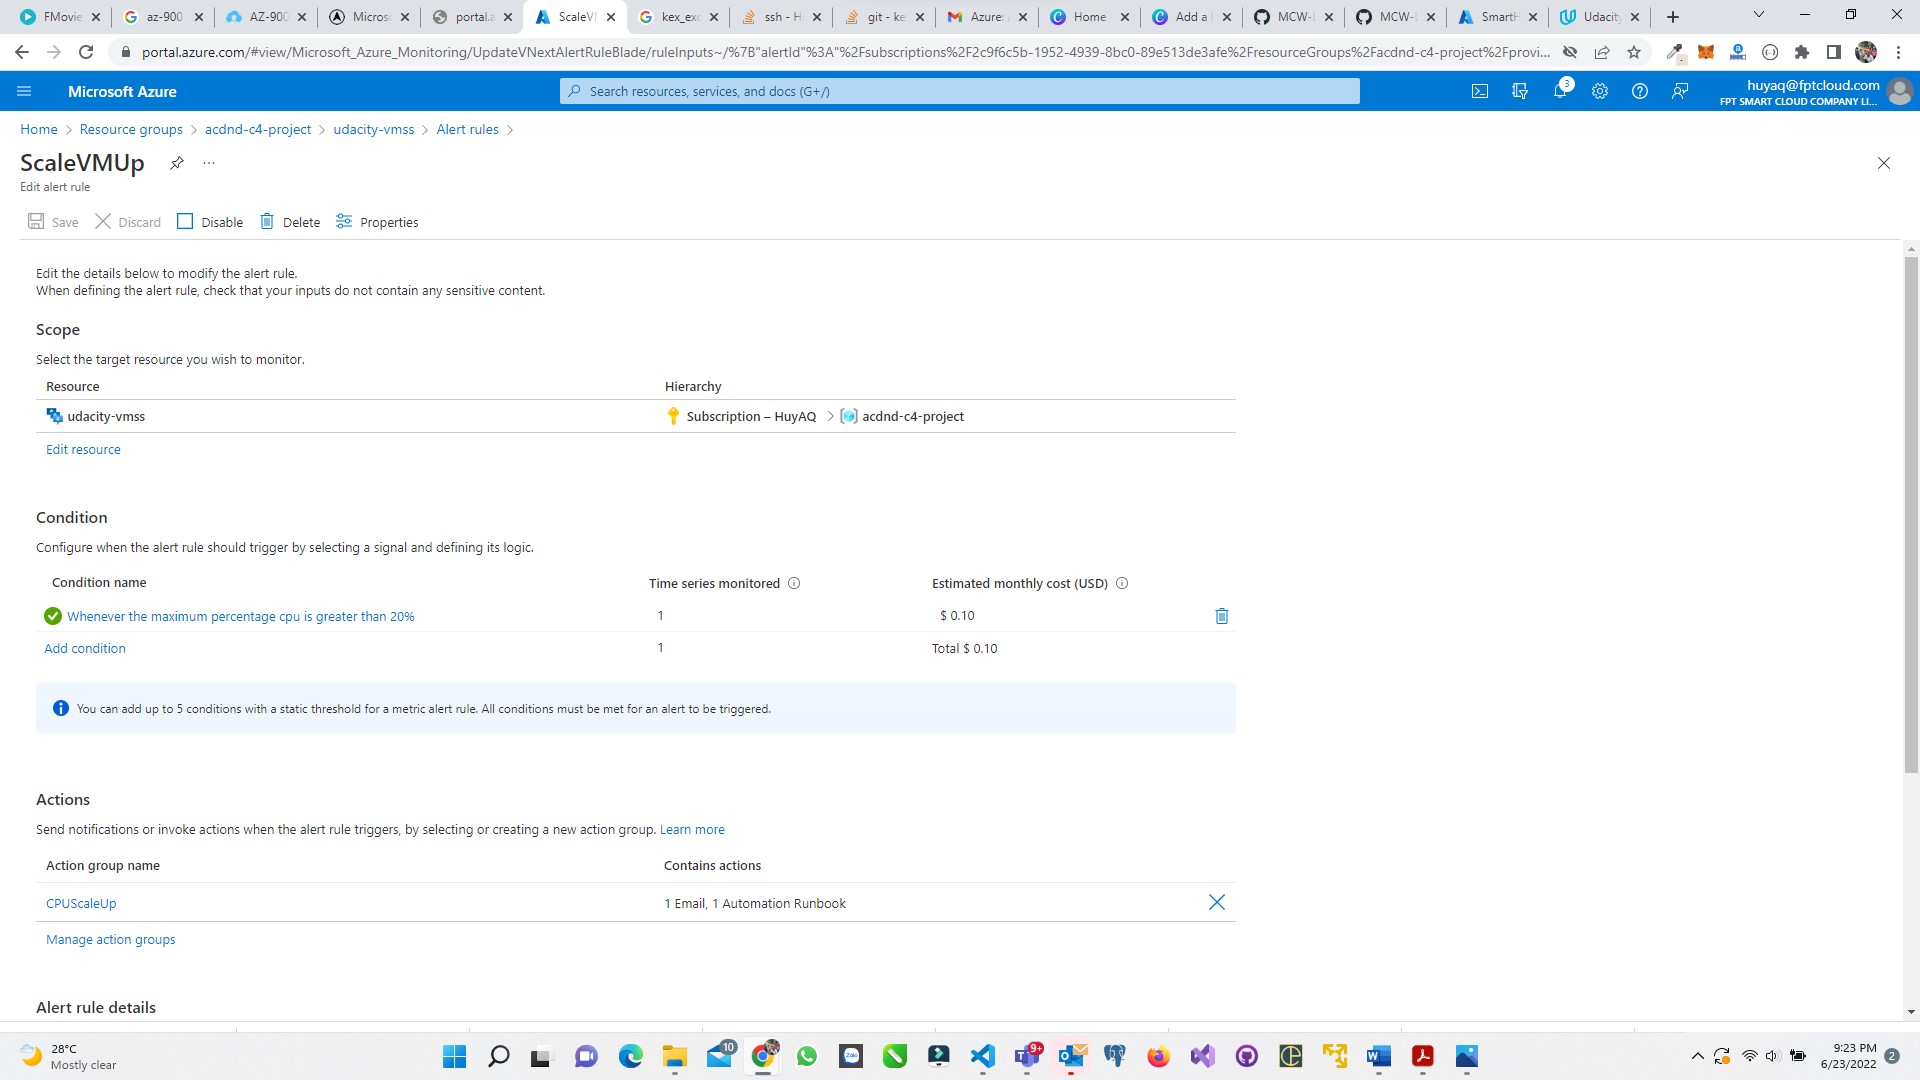 FMovie
az-900
AZ-900
Micros
portal.a
ScaleVM
kex_exc
ssh - H
git - ke
Azure:
Home
Add a
MCW-
MCW-
SmartH
Udacit
portal.azure.com/#view/Microsoft_Azure_Monitoring/UpdateVNextAlertRuleBlade/ruleInputs~/%7B"alertId"%3A"%2Fsubscriptions%2F2c9f6c5b-1952-4939-8bc0-89e513de3afe%2FresourceGroups%2Facdnd-c4-project%2Fprovi...
Microsoft Azure
Search resources, services, and docs (G+/)
3
huyaq@fptcloud.com
FPT SMART CLOUD COMPANY LI...
Home > Resource groups > acdnd-c4-project > udacity-vmss > Alert rules >
ScaleVMUp
...
Edit alert rule
Save
Discard
Disable
Delete
Properties
Edit the details below to modify the alert rule.
When defining the alert rule, check that your inputs do not contain any sensitive content.
Scope
Select the target resource you wish to monitor.
Resource Hierarchy
udacity-vmss Subscription – HuyAQ > acdnd-c4-project
Edit resource
Condition
Configure when the alert rule should trigger by selecting a signal and defining its logic.
Condition name Time series monitored Estimated monthly cost (USD)
Whenever the maximum percentage cpu is greater than 20% 1 $ 0.10
Add condition 1 Total $ 0.10
You can add up to 5 conditions with a static threshold for a metric alert rule. All conditions must be met for an alert to be triggered.
Actions
Send notifications or invoke actions when the alert rule triggers, by selecting or creating a new action group. Learn more
Action group name Contains actions
CPUScaleUp 1 Email, 1 Automation Runbook
Manage action groups
Alert rule details
28°C
Mostly clear
10
Zalo
9+
9:23 PM
6/23/2022
2